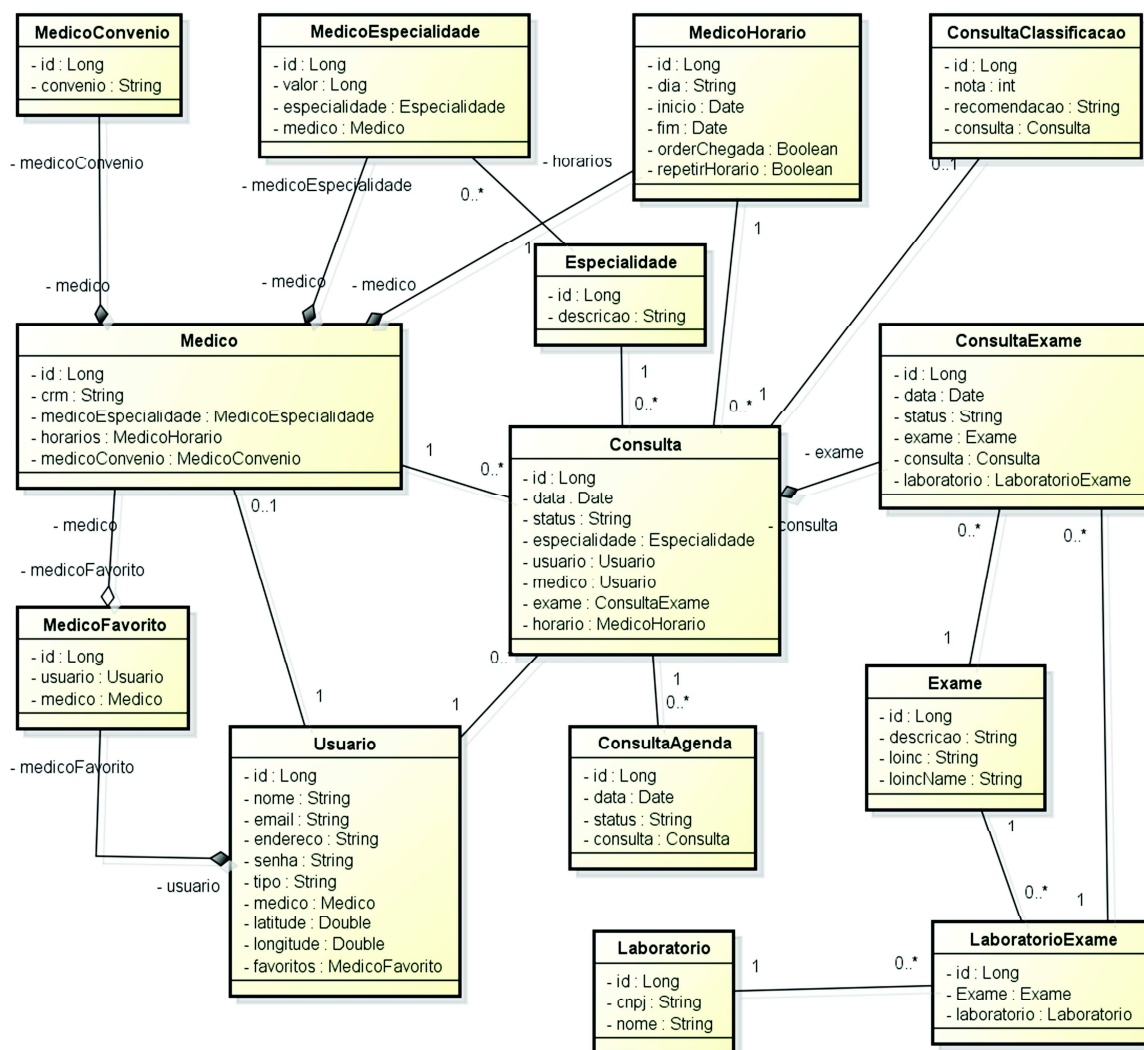 MedicoConvenio
- id : Long
- convenio : String
MedicoEspecialidade
- id : Long
- valor : Long
- especialidade : Especialidade
- medico : Medico
MedicoHorario
- id : Long
- dia : String
- inicio : Date
- fim : Date
- orderChegada : Boolean
- repetirHorario : Boolean
ConsultaClassificacao
- id : Long
- nota : int
- recomendacao : String
- consulta : Consulta
- medicoConvenio
- medicoEspecialidade
0..*
- horarios
0..1
1
1
Especialidade
- id : Long
- descricao : String
- medico
- medico
- medico
Medico
- id : Long
- crm : String
- medicoEspecialidade : MedicoEspecialidade
- horarios : MedicoHorario
- medicoConvenio : MedicoConvenio
1
0..*
0..*
1
ConsultaExame
- id : Long
- data : Date
- status : String
- exame : Exame
- consulta : Consulta
- laboratorio : LaboratorioExame
1
0..*
Consulta
- id : Long
- data : Date
- status : String
- especialidade : Especialidade
- usuario : Usuario
- medico : Usuario
- exame : ConsultaExame
- horario : MedicoHorario
- exame
- consulta
0..1
- medico
- medicoFavorito
0..*
0..*
MedicoFavorito
- id : Long
- usuario : Usuario
- medico : Medico
1
0..
1
1
0..*
1
Exame
- id : Long
- descricao : String
- loinc : String
- loincName : String
- medicoFavorito
- usuario
Usuario
- id : Long
- nome : String
- email : String
- endereco : String
- senha : String
- tipo : String
- medico : Medico
- latitude : Double
- longitude : Double
- favoritos : MedicoFavorito
ConsultaAgenda
- id : Long
- data : Date
- status : String
- consulta : Consulta
1
0..*
1
Laboratorio
- id : Long
- cnpj : String
- nome : String
1
0..*
LaboratorioExame
- id : Long
- Exame : Exame
- laboratorio : Laboratorio